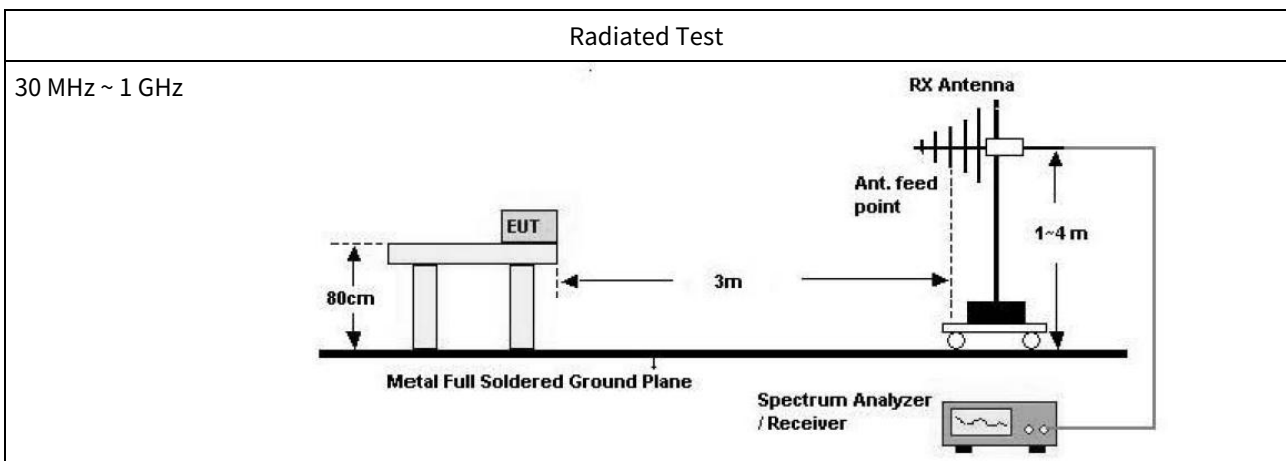 Radiated Test
30 MHz ~ 1 GHz
RX Antenna
Ant. feed
point
EUT
1~4 m
3m
80cm
Metal Full Soldered Ground Plane
Spectrum Analyzer
/ Receiver